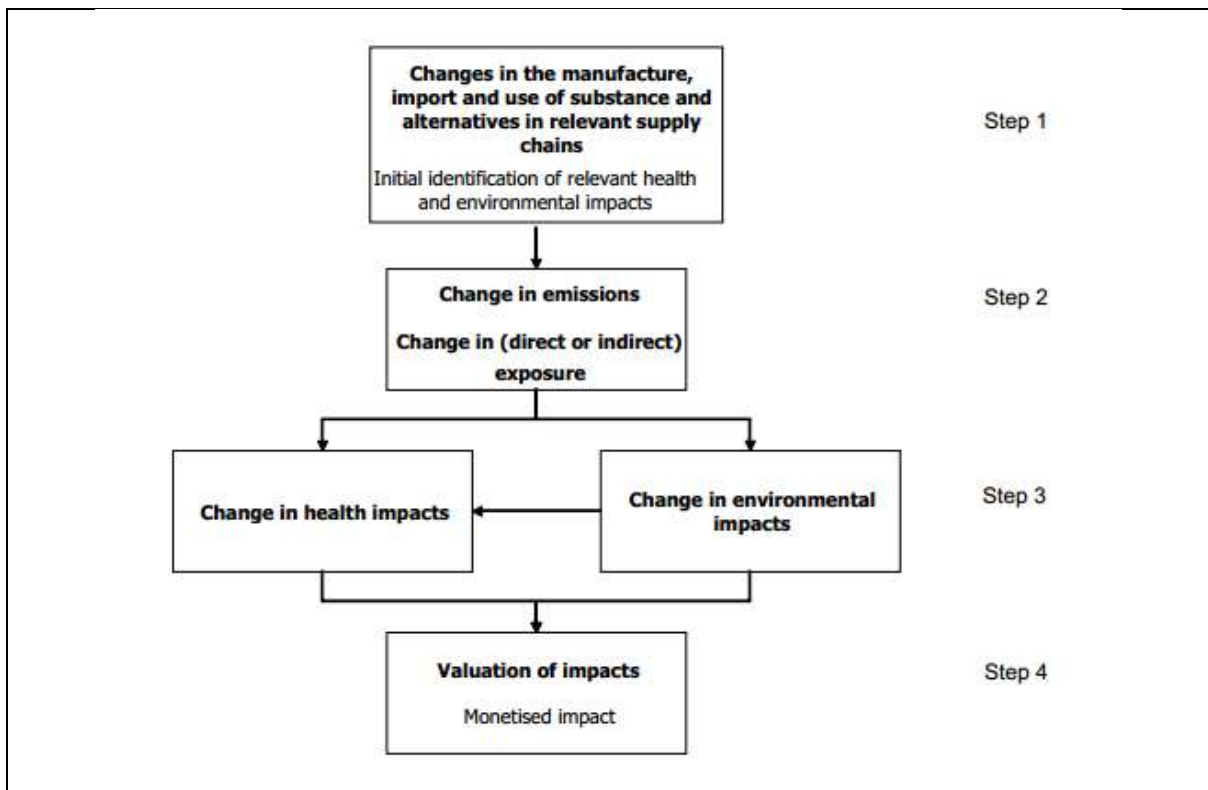 Changes in the manufacture,
import and use of substance and
alternatives in relevant supply
chains
Initial identification of relevant health
and environmental impacts
Step 1
Change in emissions
Change in (direct or indirect)
exposure
Step 2
Change in health impacts
Change in environmental
impacts
Step 3
Valuation of impacts
Monetised impact
Step 4